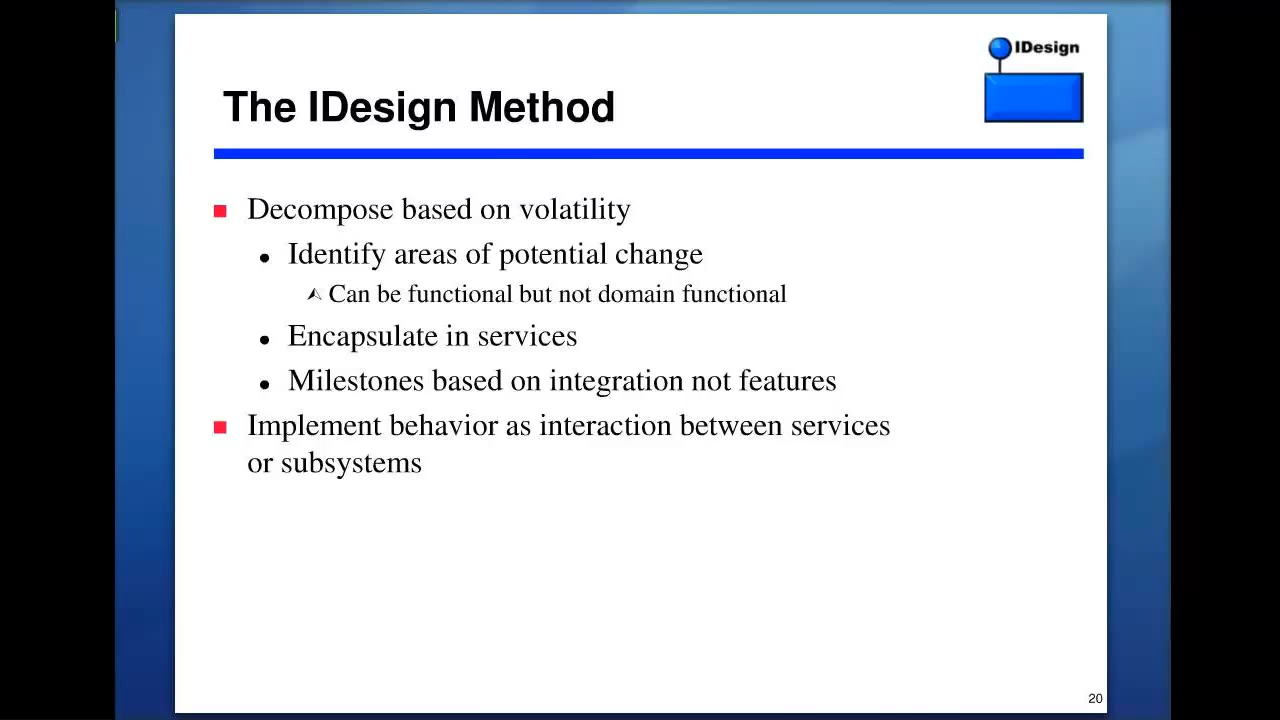 IDesign
The IDesign Method
Decompose based on volatility
Identify areas of potential change
Can be functional but not domain functional
Encapsulate in services
Milestones based on integration not features
Implement behavior as interaction between services
or subsystems
20